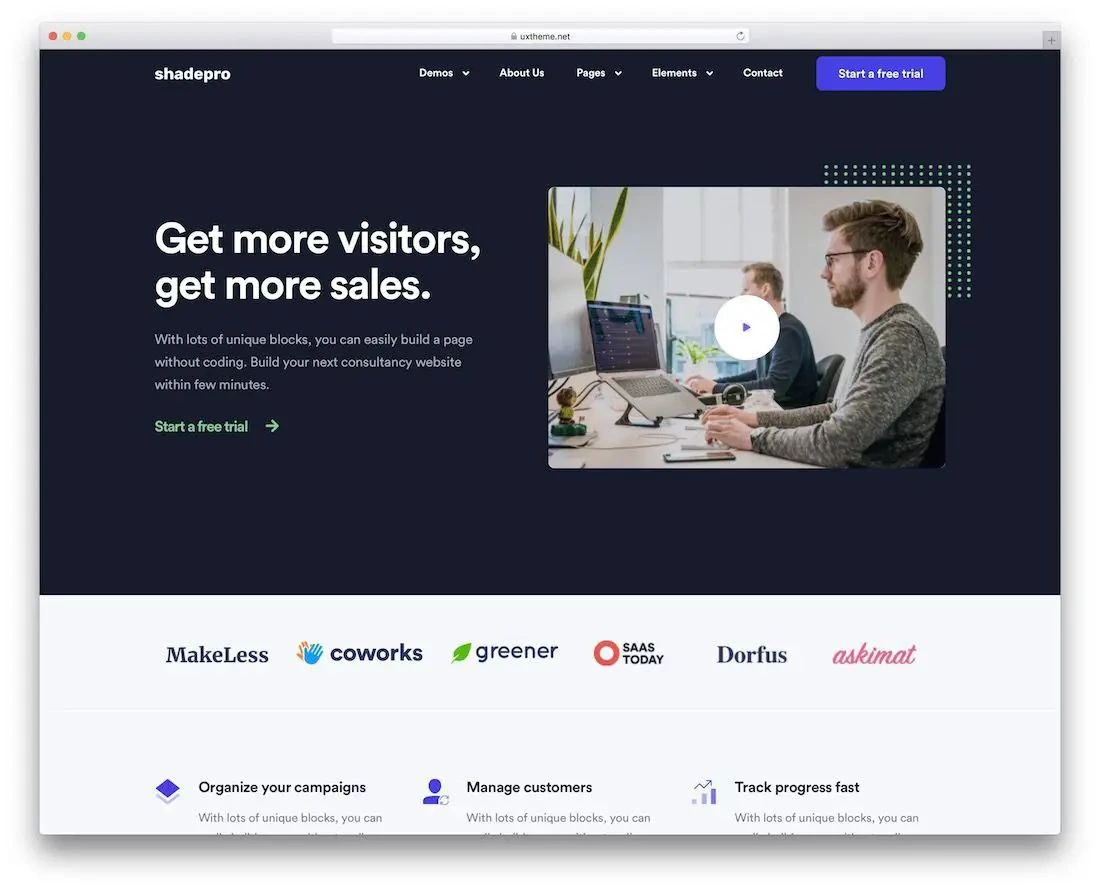 uxtheme.net
shadepro
Demos
About Us
Pages
Elements
Contact
Start a free trial
Get more visitors,
get more sales.
With lots of unique blocks, you can easily build a page
without coding. Build your next consultancy website
within few minutes.
Start a free trial
MakeLess
coworks
greener
SAAS
TODAY
Dorfus
askimat
Organize your campaigns
With lots of unique blocks, you can
Manage customers
With lots of unique blocks, you can
Track progress fast
With lots of unique blocks, you can